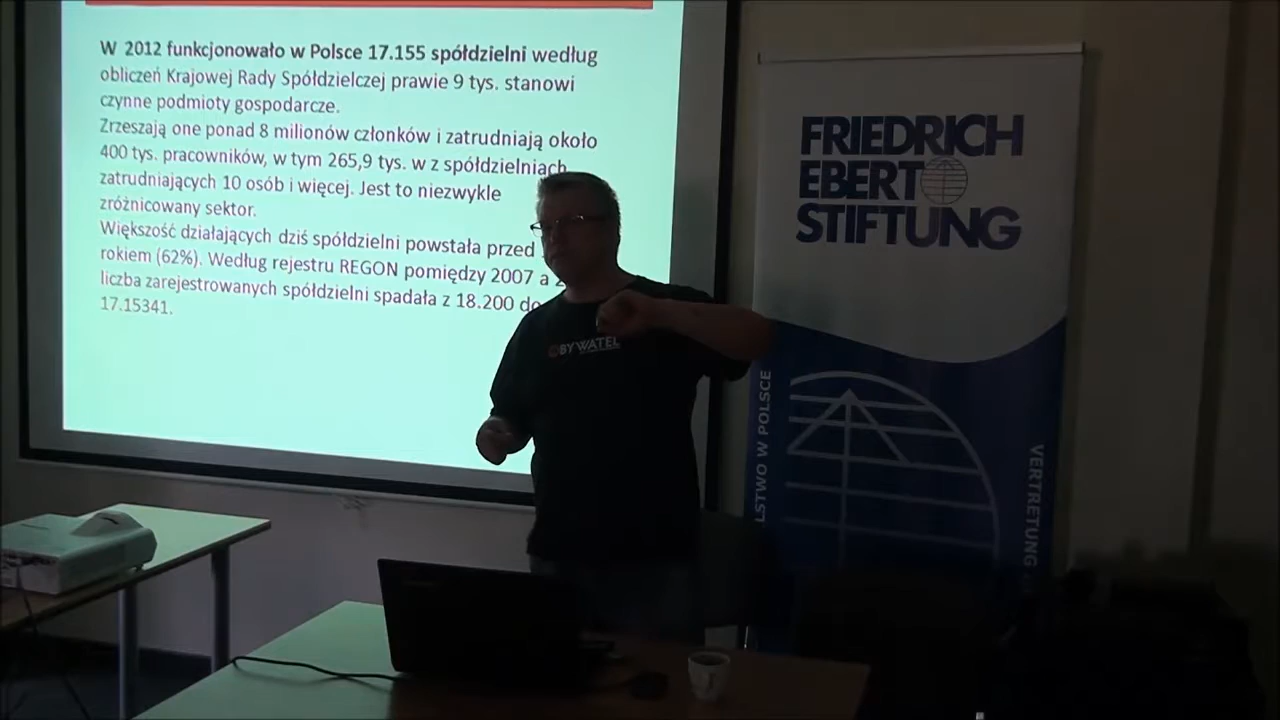 W 2012 funkcjonowało w Polsce 17.155 spółdzielni według
obliczeń Krajowej Rady Spółdzielczej prawie 9 tys. stanowi
czynne podmioty gospodarcze.
Zrzeszają one ponad 8 milionów członków i zatrudniają około
400 tys. pracowników, w tym 265,9 tys. w z spółdzielniach
zatrudniających 10 osób i więcej. Jest to niezwykle
zróżnicowany sektor.
Większość działających dziś spółdzielni powstała przed
rokiem (62%). Według rejestru REGON pomiędzy 2007 a
liczba zarejestrowanych spółdzielni spadała z 18.200 do
17.15341.
FRIEDRICH
EBERT
STIFTUNG
OBYWATEL
LSTWO W POLSCE
VERTRETUNG